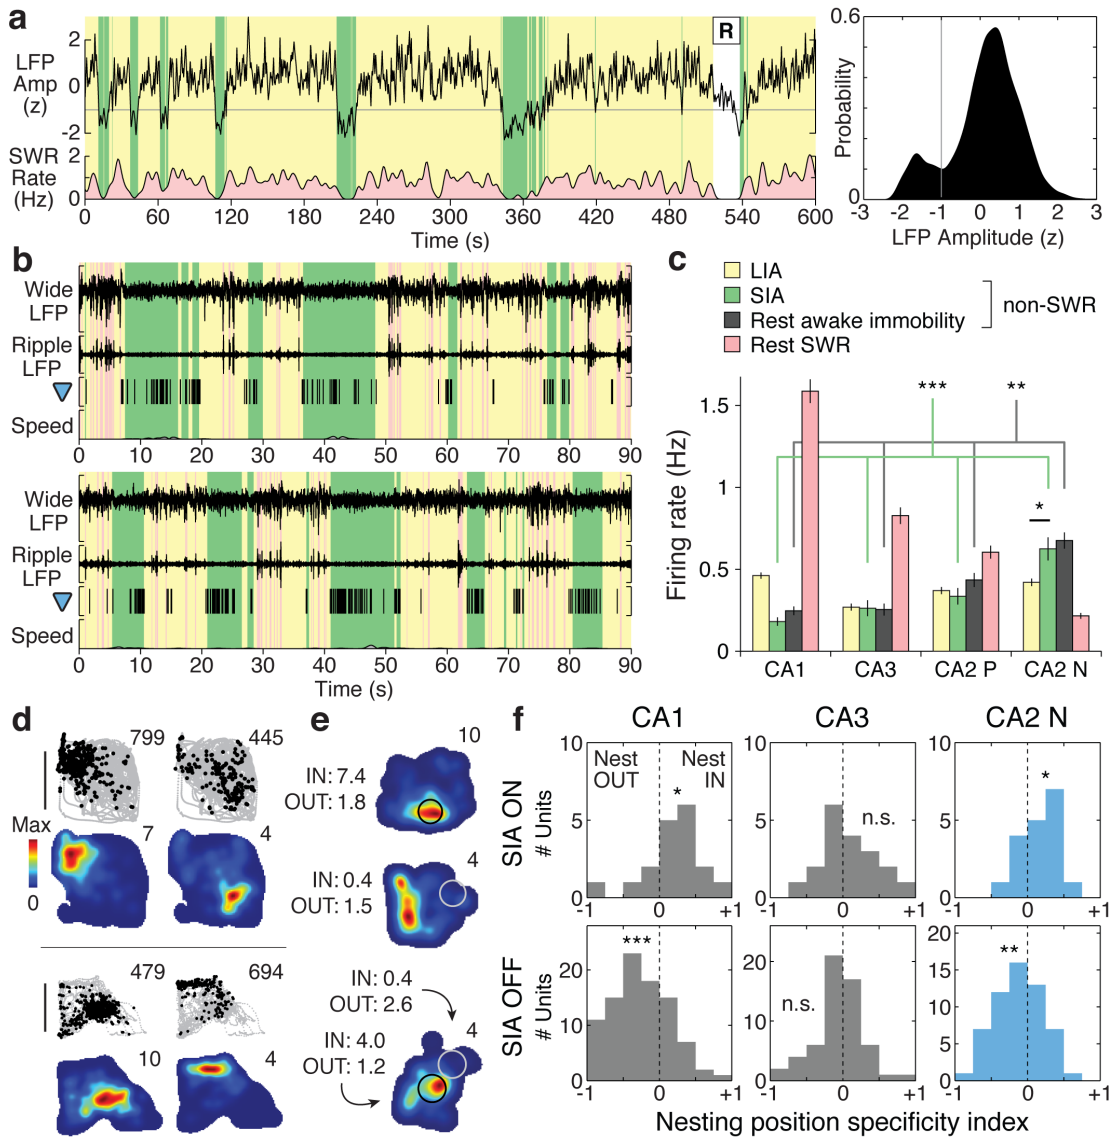 a
LFP
Amp
(z)
2
0
-2
R
SWR
Rate
(Hz)
2
0
0 60 120 180 240 300 360 420 480 540 600
Time (s)
0.6
Probability
0
-3 -2 -1 0 1 2 3
LFP Amplitude (z)
b
Wide
LFP
Ripple
LFP
Speed
0 10 20 30 40 50 60 70 80 90
Wide
LFP
Ripple
LFP
Speed
0 10 20 30 40 50 60 70 80 90
Time (s)
c
LIA
SIA
Rest awake immobility
Rest SWR
non-SWR
Firing rate (Hz)
1.5
1
0.5
0
*** **
*
CA1 CA3 CA2 P CA2 N
d
799 445
Max
0
7 4
479 694
10 4
e
10
IN: 7.4
OUT: 1.8
4
IN: 0.4
OUT: 1.5
IN: 0.4
OUT: 2.6
4
IN: 4.0
OUT: 1.2
f
CA1 CA3 CA2 N
SIA ON
# Units
10
5
0
Nest
OUT
Nest
IN
*
-1 0 +1
10
5
0
n.s.
-1 0 +1
10
5
0
*
-1 0 +1
SIA OFF
# Units
20
10
0
***
-1 0 +1
20
10
0
n.s.
-1 0 +1
20
15
10
5
0
**
-1 0 +1
Nesting position specificity index